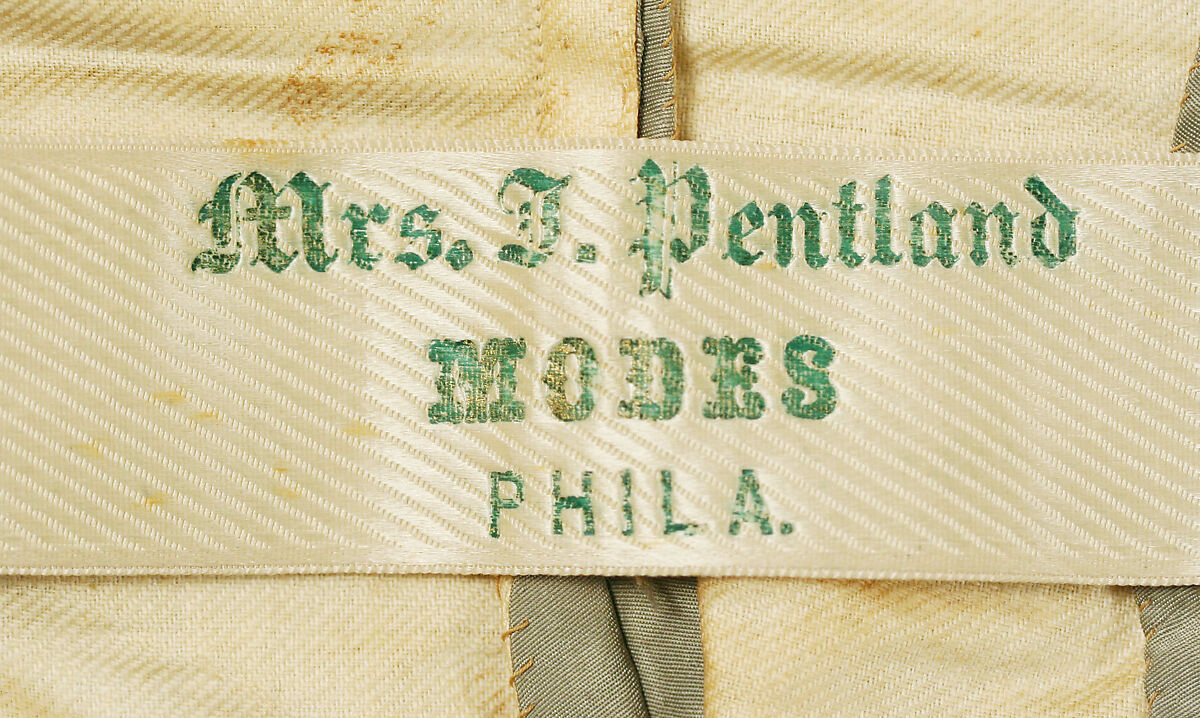 Mrs. J. Pentland
MODES
PHILA.